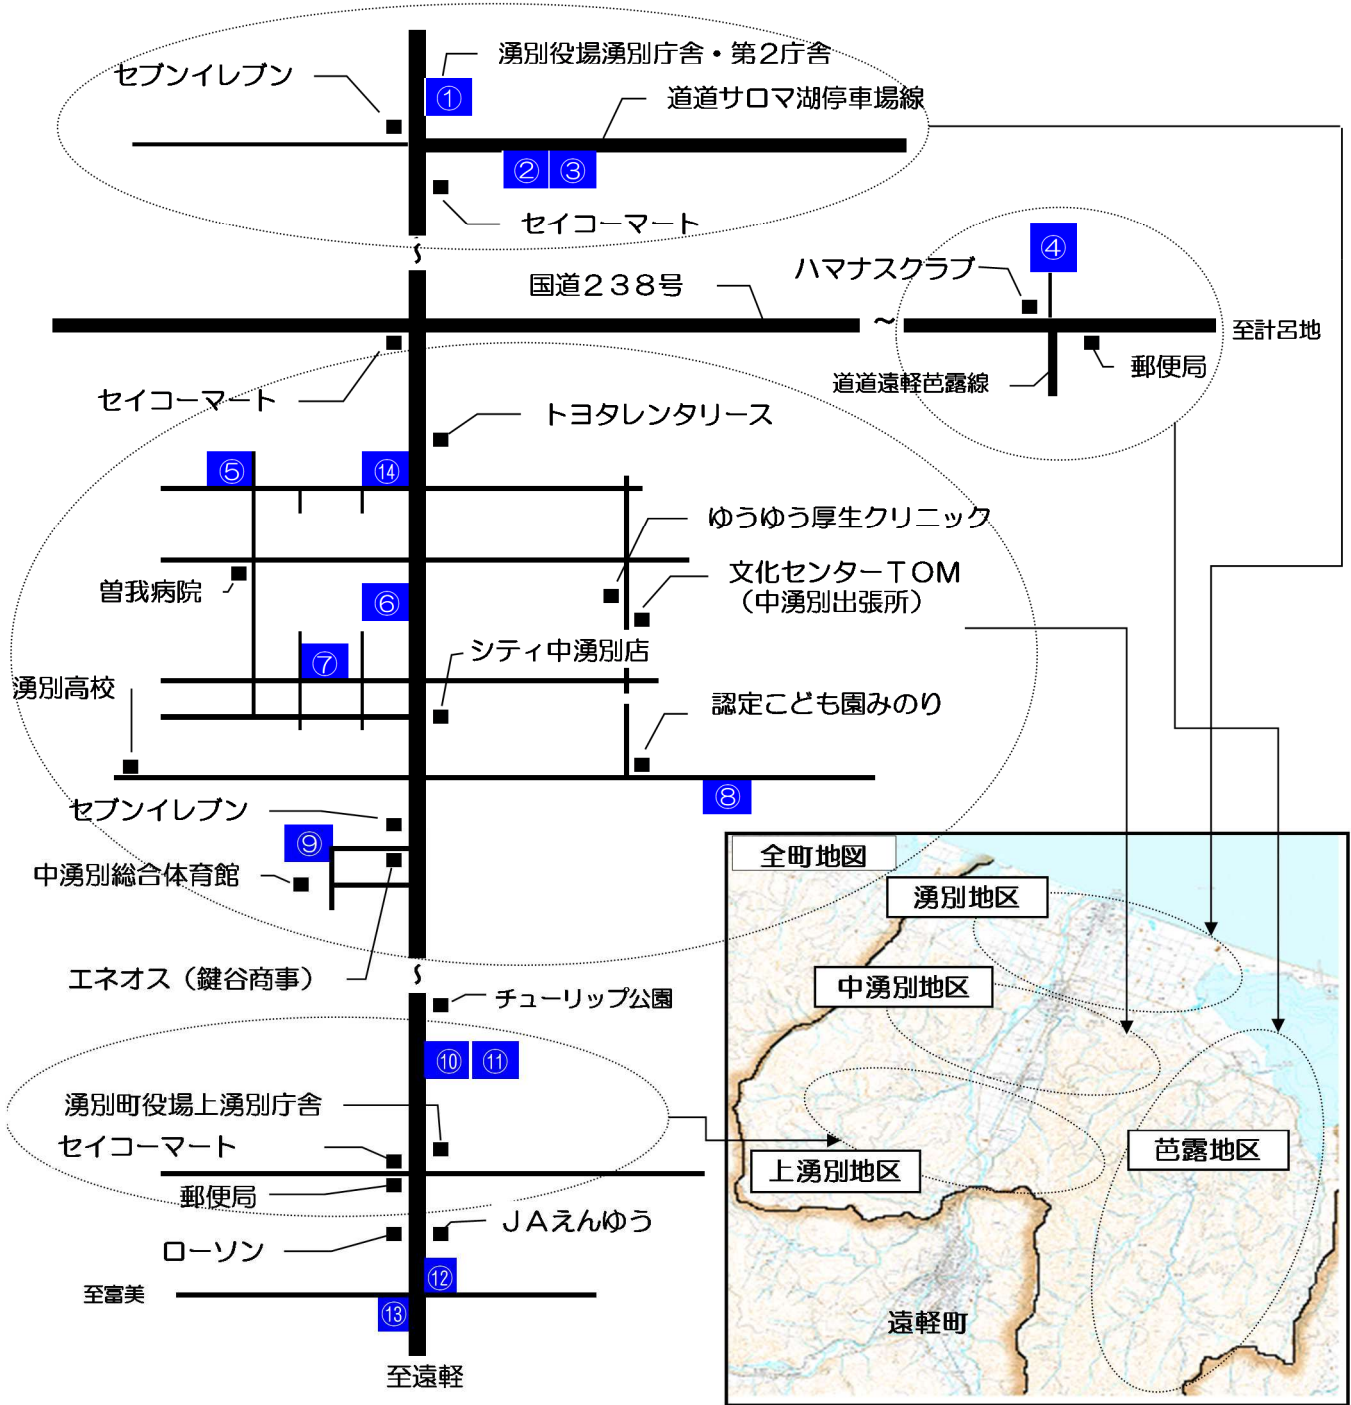 湧別役場湧別庁舎・第2庁舎
セブンイレブン
①
道道サロマ湖停車場線
②
③
セイコーマート
～
④
ハマナスクラブ
国道238号
～
至計呂地
郵便局
道道遠軽芭露線
セイコーマート
トヨタレンタリース
⑤
⑭
ゆうゆう厚生クリニック
曽我病院
文化センターTOM
(中湧別出張所)
⑥
シティ中湧別店
⑦
湧別高校
認定こども園みのり
⑧
セブンイレブン
⑨
中湧別総合体育館
エネオス(鍵谷商事)
～
チューリップ公園
⑩
⑪
湧別町役場上湧別庁舎
セイコーマート
郵便局
JAえんゆう
ローソン
⑫
至富美
⑬
至遠軽
全町地図
湧別地区
中湧別地区
芭露地区
上湧別地区
遠軽町